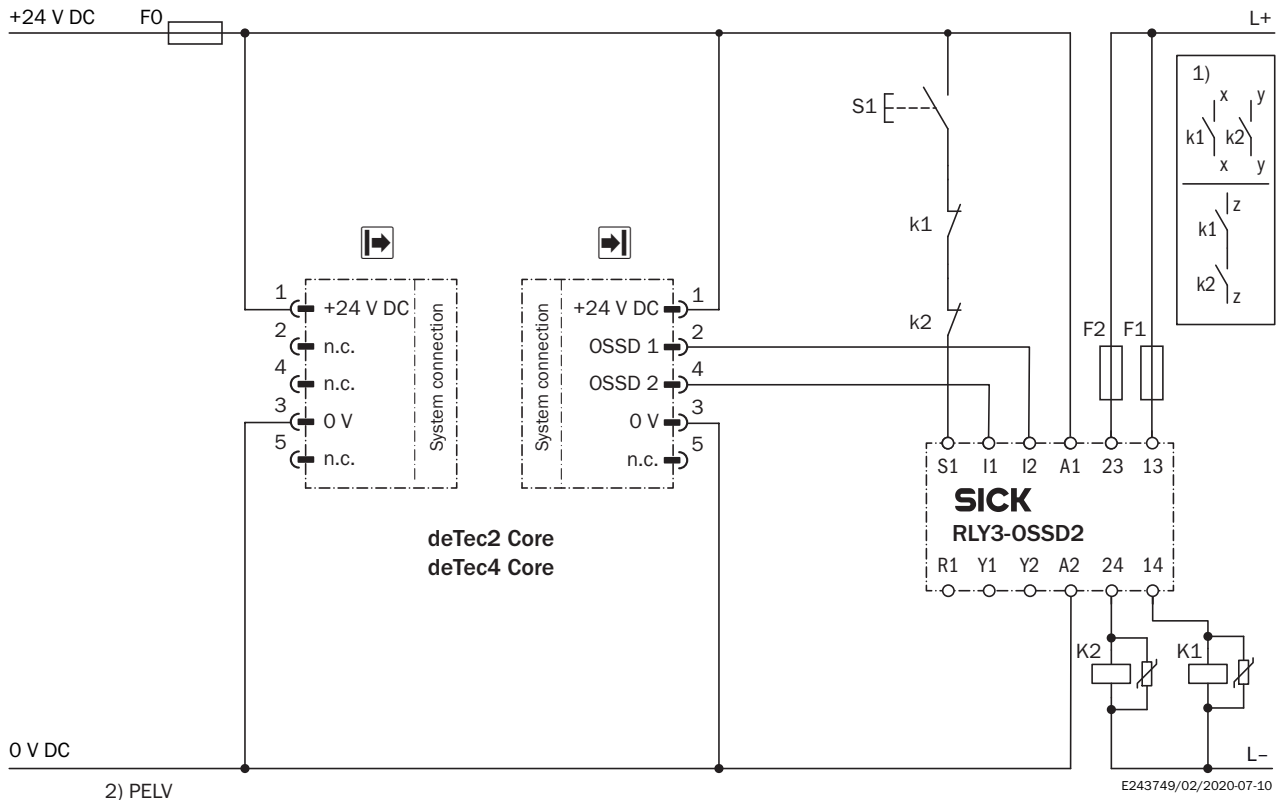 +24 V DC
F0
L+
1)
x
y
k1
k2
x
y
z
k1
k2
z
S1
k1
k2
1
+24 V DC
2
n.c.
4
n.c.
3
0 V
5
n.c.
System connection
System connection
+24 V DC
1
OSSD 1
2
OSSD 2
4
0 V
3
n.c.
5
F2
F1
S1 I1 I2 A1 23 13
SICK
RLY3-OSSD2
R1 Y1 Y2 A2 24 14
deTec2 Core
deTec4 Core
K2
K1
0 V DC
L–
2) PELV
E243749/02/2020-07-10